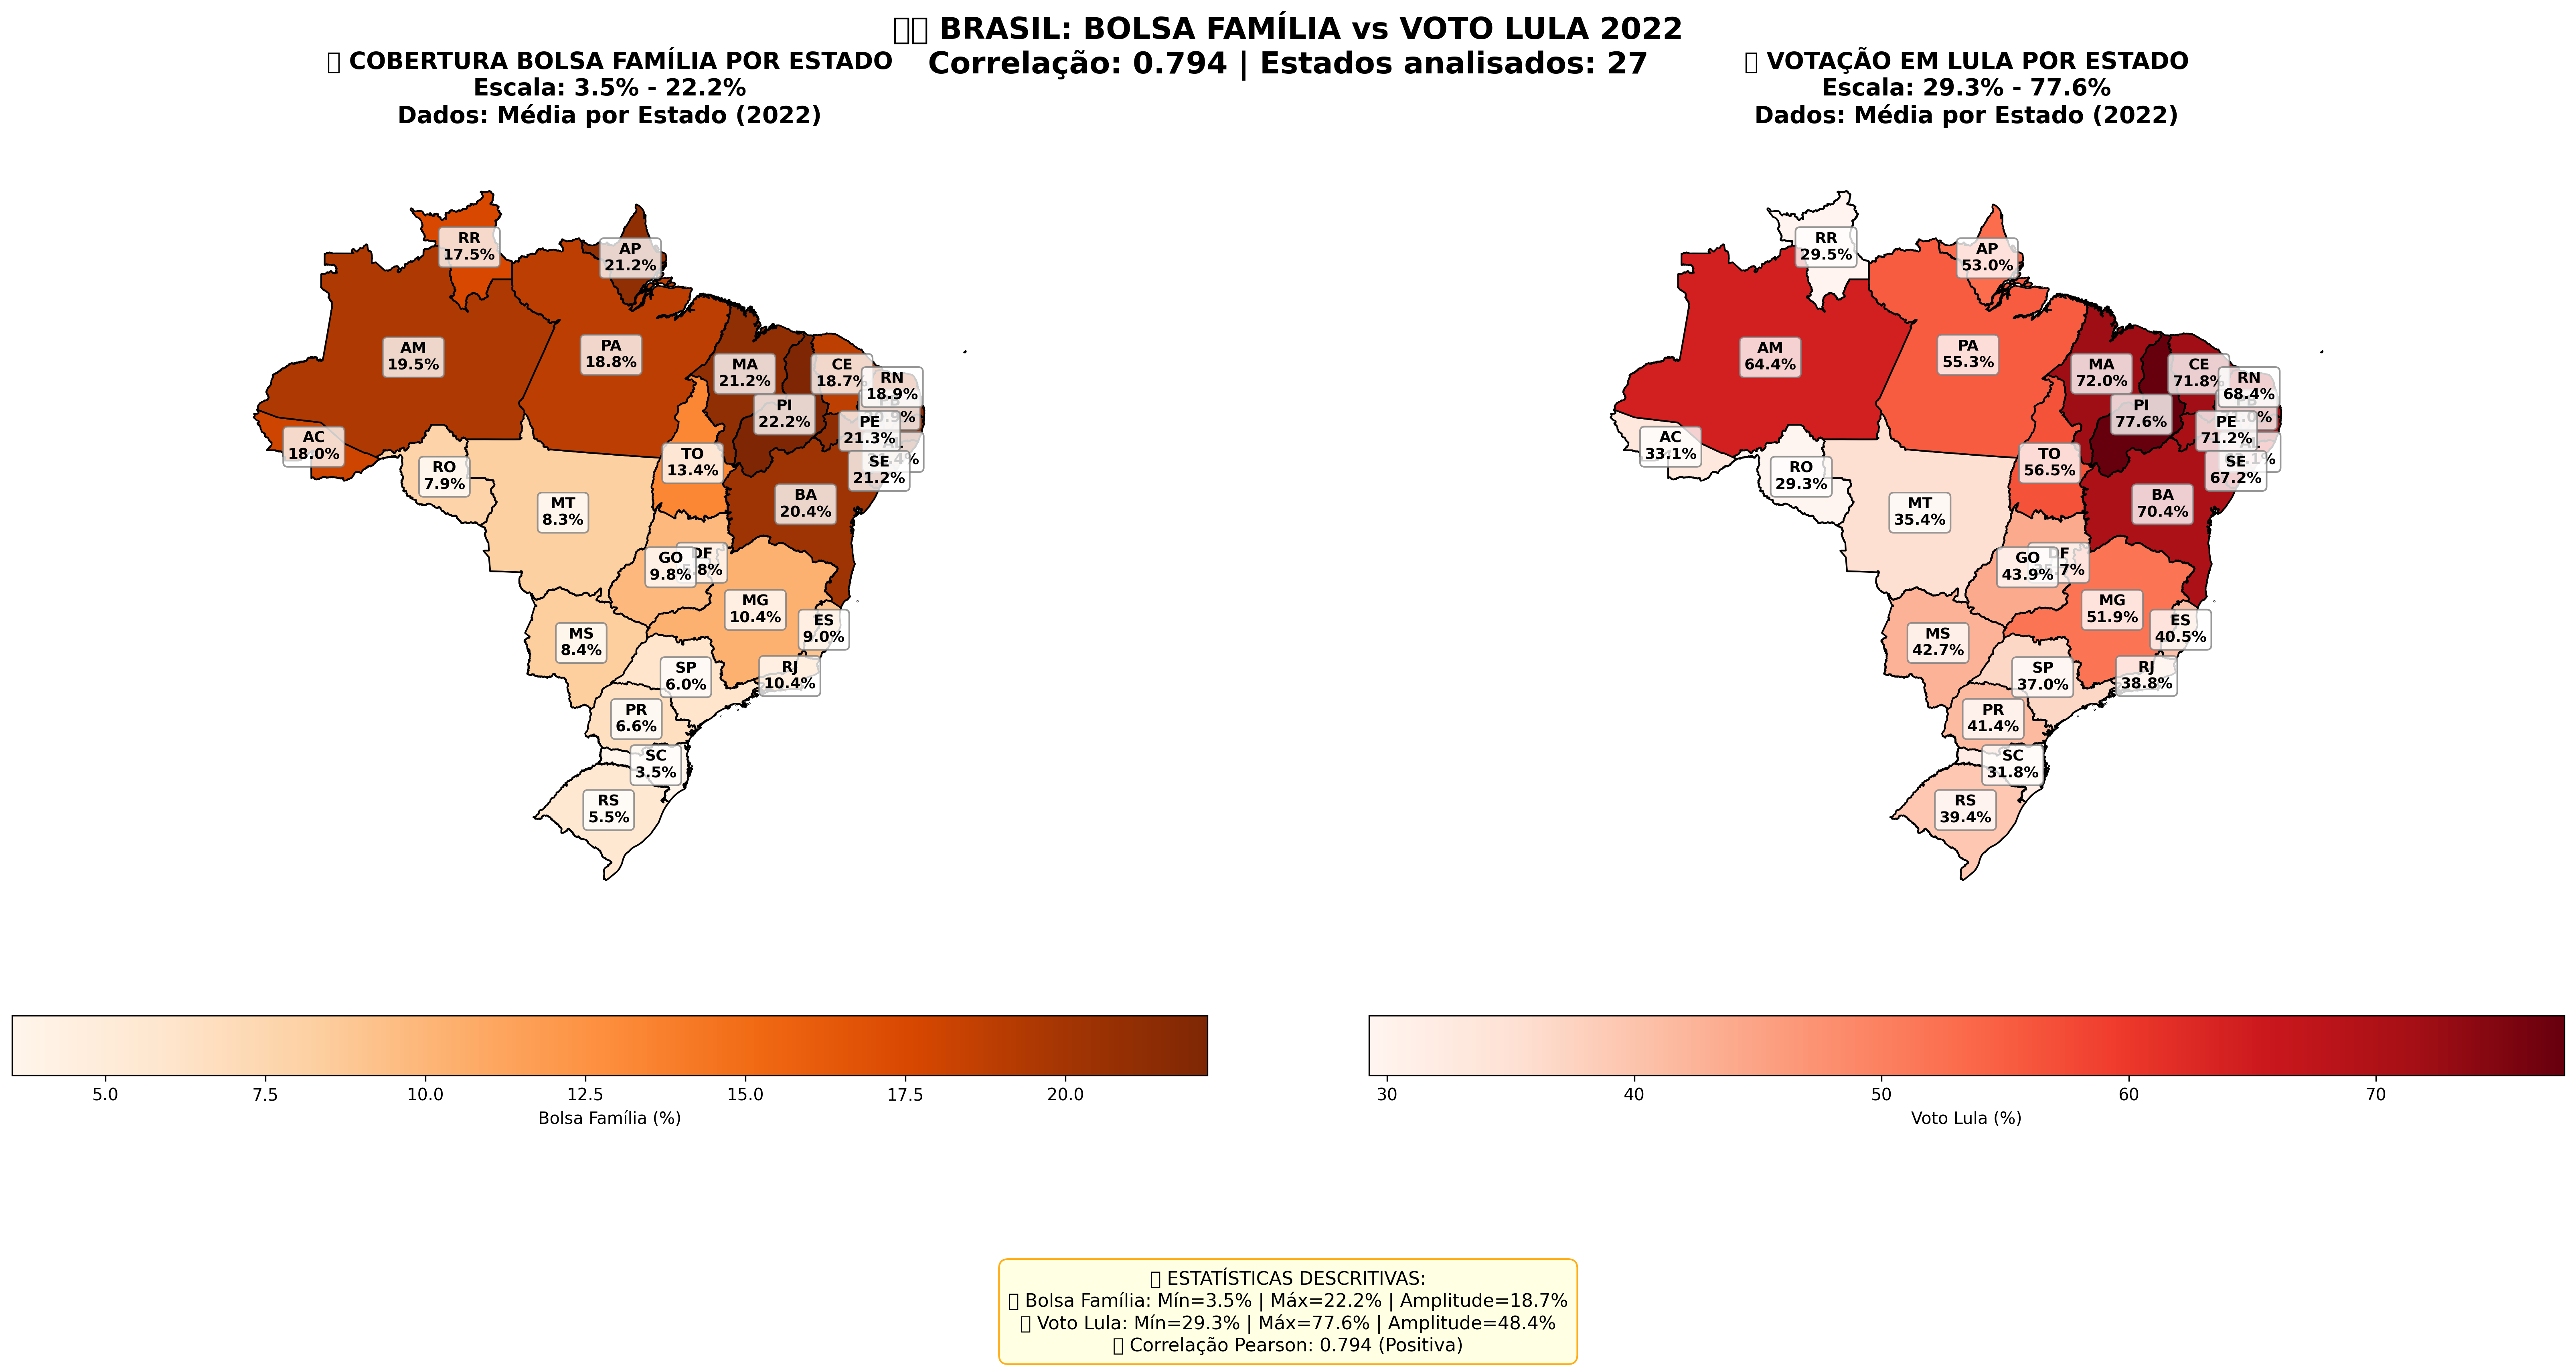 BRASIL: BOLSA FAMÍLIA vs VOTO LULA 2022
Correlação: 0.794 | Estados analisados: 27
COBERTURA BOLSA FAMÍLIA POR ESTADO
Escala: 3.5% - 22.2%
Dados: Média por Estado (2022)
RR
17.5%
AP
21.2%
AM
19.5%
PA
18.8%
MA
21.2%
CE
18.7%
RN
18.9%
PI
22.2%
PE
21.3%
AC
18.0%
RO
7.9%
TO
13.4%
SE
21.2%
MT
8.3%
BA
20.4%
GO
9.8%
DF
MG
10.4%
ES
9.0%
MS
8.4%
SP
6.0%
RJ
10.4%
PR
6.6%
SC
3.5%
RS
5.5%
5.0 7.5 10.0 12.5 15.0 17.5 20.0
Bolsa Família (%)
VOTAÇÃO EM LULA POR ESTADO
Escala: 29.3% - 77.6%
Dados: Média por Estado (2022)
RR
29.5%
AP
53.0%
AM
64.4%
PA
55.3%
MA
72.0%
CE
71.8%
RN
68.4%
PI
77.6%
PE
71.2%
AC
33.1%
RO
29.3%
TO
56.5%
SE
67.2%
MT
35.4%
BA
70.4%
GO
43.9%
DF
MG
51.9%
ES
40.5%
MS
42.7%
SP
37.0%
RJ
38.8%
PR
41.4%
SC
31.8%
RS
39.4%
30 40 50 60 70
Voto Lula (%)
ESTATÍSTICAS DESCRITIVAS:
Bolsa Família: Mín=3.5% | Máx=22.2% | Amplitude=18.7%
Voto Lula: Mín=29.3% | Máx=77.6% | Amplitude=48.4%
Correlação Pearson: 0.794 (Positiva)